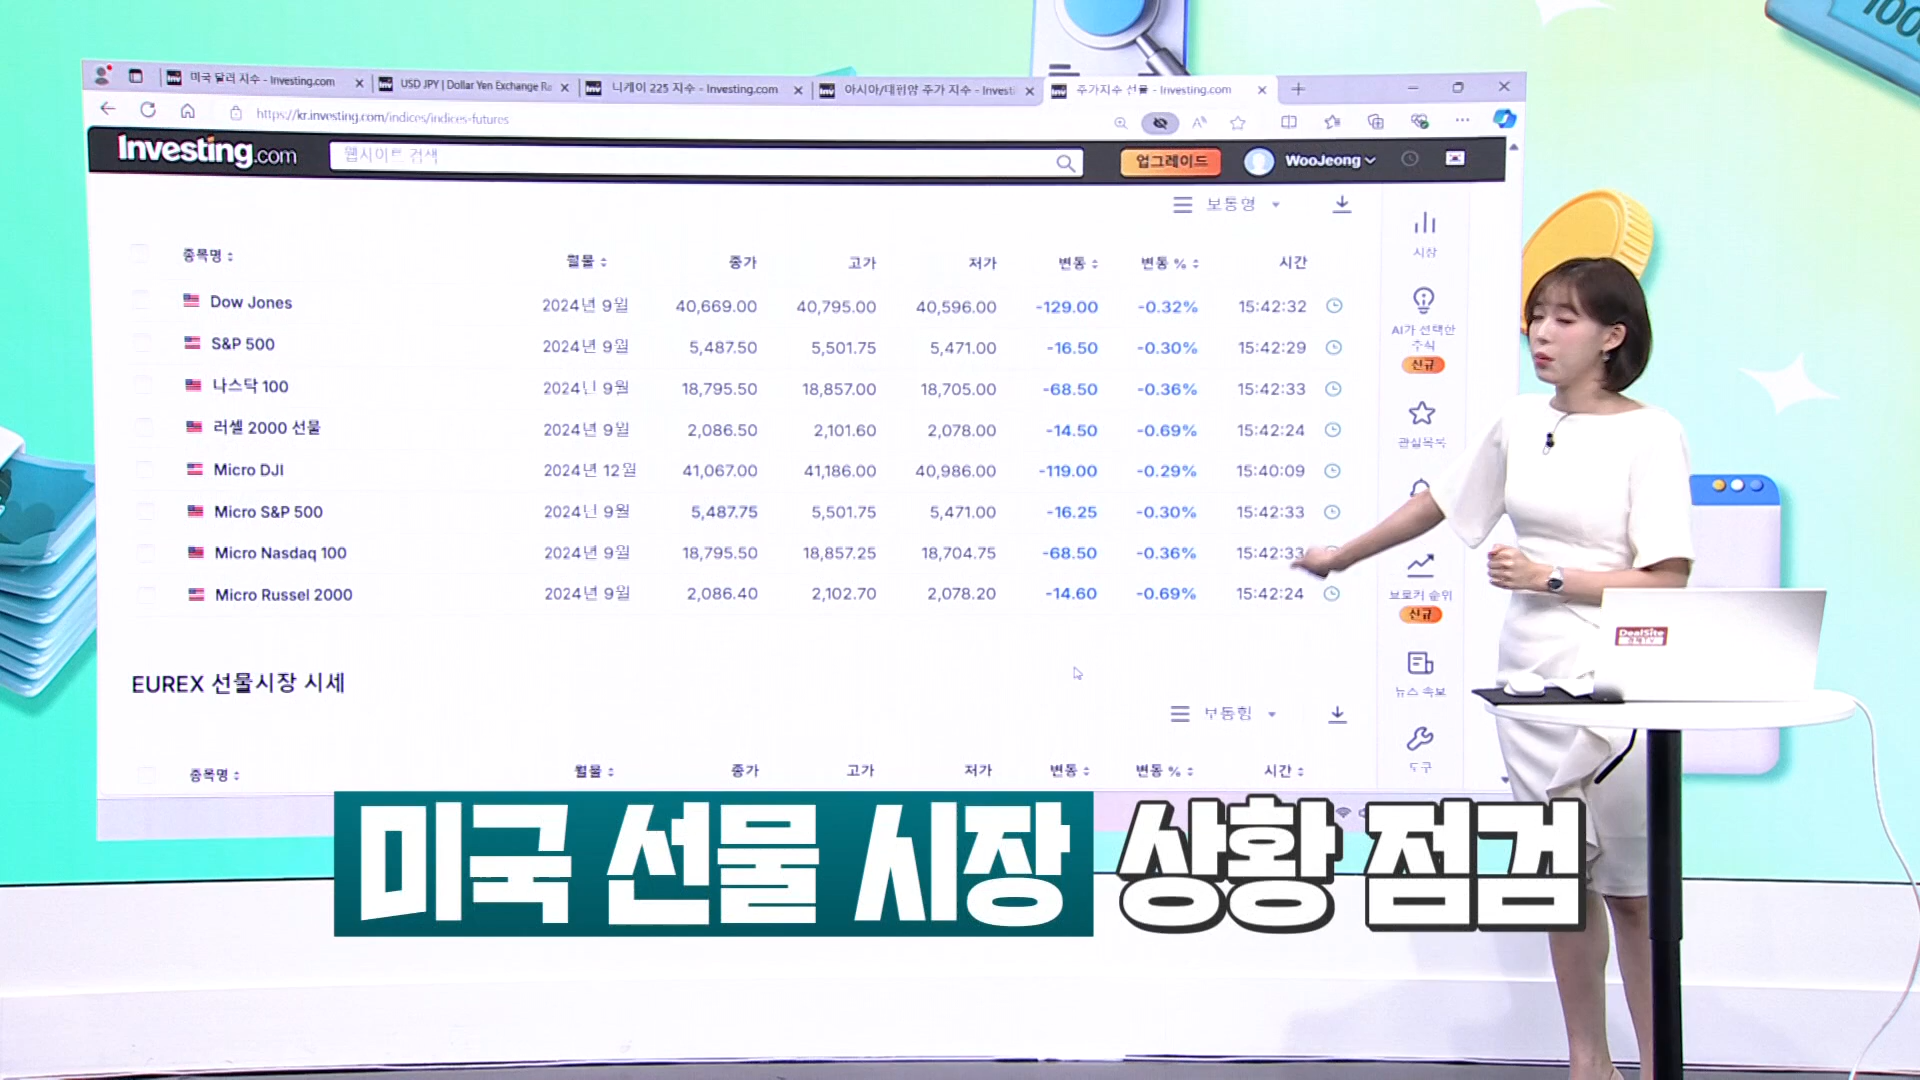 미국 달러 지수 - Investing.com
USD JPY | Dollar Yen Exchange Ra
니케이 225 지수 - Investing.com
아시아/태평양 주가 지수 - Investi
주가지수 선물 - Investing.com
https://kr.investing.com/indices/indices-futures
Investing.com
웹사이트 검색
업그레이드
WooJeong
보통형
종목명 월물 종가 고가 저가 변동 변동 % 시간
Dow Jones 2024년 9월 40,669.00 40,795.00 40,596.00 -129.00 -0.32% 15:42:32
S&P 500 2024년 9월 5,487.50 5,501.75 5,471.00 -16.50 -0.30% 15:42:29
나스닥 100 2024년 9월 18,795.50 18,857.00 18,705.00 -68.50 -0.36% 15:42:33
러셀 2000 선물 2024년 9월 2,086.50 2,101.60 2,078.00 -14.50 -0.69% 15:42:24
Micro DJI 2024년 12월 41,067.00 41,186.00 40,986.00 -119.00 -0.29% 15:40:09
Micro S&P 500 2024년 9월 5,487.75 5,501.75 5,471.00 -16.25 -0.30% 15:42:33
Micro Nasdaq 100 2024년 9월 18,795.50 18,857.25 18,704.75 -68.50 -0.36% 15:42:33
Micro Russel 2000 2024년 9월 2,086.40 2,102.70 2,078.20 -14.60 -0.69% 15:42:24
EUREX 선물시장 시세
보통형
종목명 월물 종가 고가 저가 변동 변동 % 시간
시장
AI가 선택한
주식
신규
관심목록
브로커 순위
신규
뉴스 속보
도구
DealSite
경제TV
미국 선물 시장 상황 점검